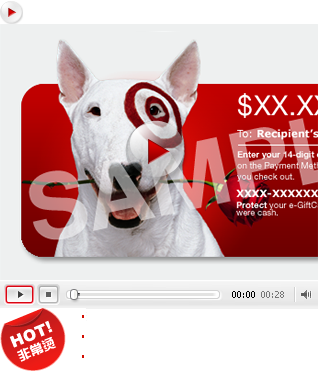 $XX.XX
To: Recipient's
Enter your 14-digit
on the Payment Meth
you check out.
XXXX-XXXXXX
Protect your e-GiftC
were cash.
SAMPL
00:00 00:28
HOT!
非常烫